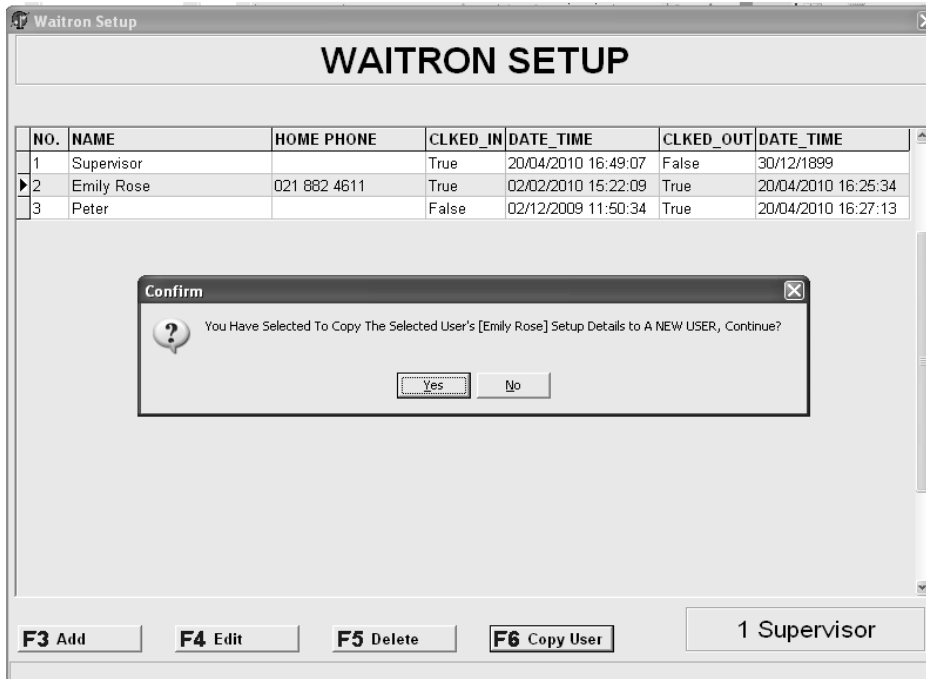 Waitron Setup
WAITRON SETUP
NO. NAME HOME PHONE CLKED_IN DATE_TIME CLKED_OUT DATE_TIME
1 Supervisor True 20/04/2010 16:49:07 False 30/12/1899
2 Emily Rose 021 882 4611 True 02/02/2010 15:22:09 True 20/04/2010 16:25:34
3 Peter False 02/12/2009 11:50:34 True 20/04/2010 16:27:13
Confirm
You Have Selected To Copy The Selected User's [Emily Rose] Setup Details to A NEW USER, Continue?
Yes No
F3 Add F4 Edit F5 Delete F6 Copy User 1 Supervisor